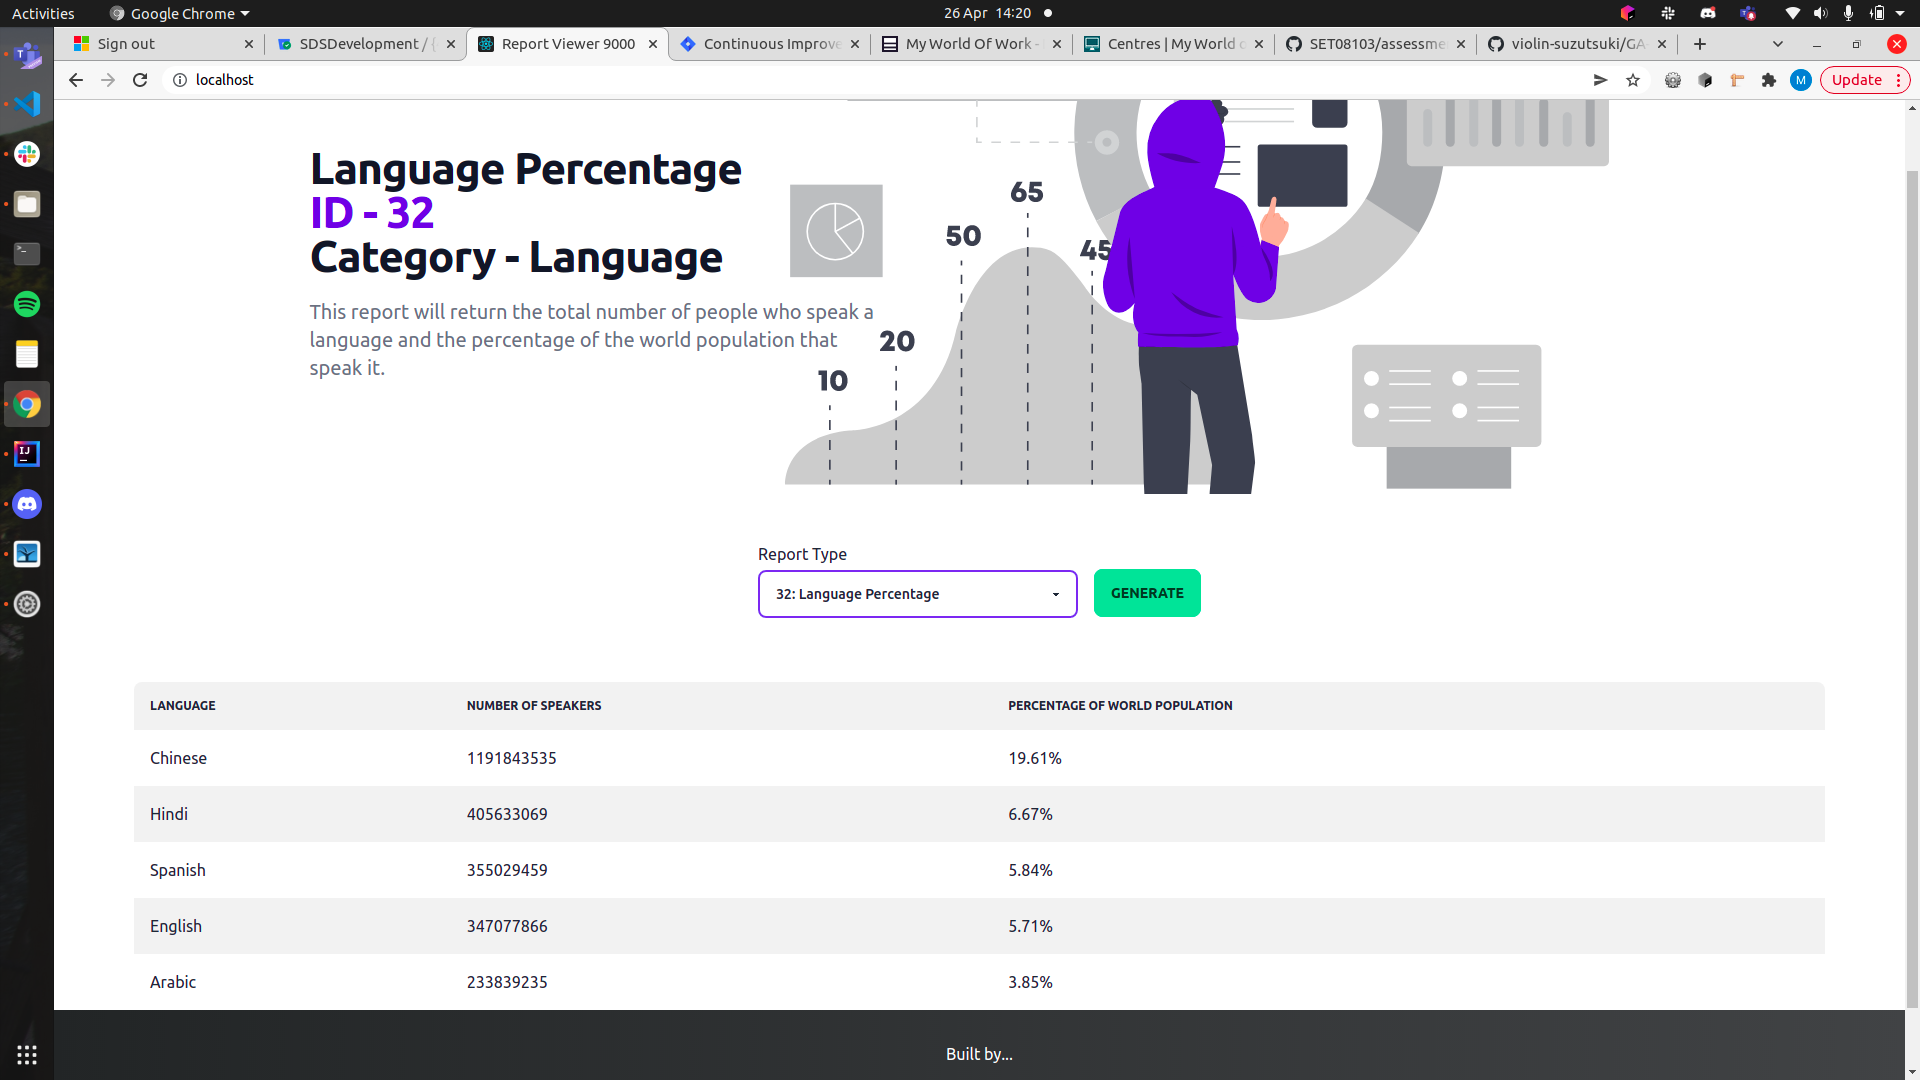 Activities
Google Chrome
26 Apr 14:20
Sign out
SDSDevelopment / {
Report Viewer 9000
Continuous Improve
My World Of Work -
Centres | My World o
SET08103/assessme
violin-suzutsuki/GA
localhost
M
Update
Language Percentage
ID - 32
Category - Language
This report will return the total number of people who speak a
language and the percentage of the world population that
speak it.
10
20
50
65
45
Report Type
32: Language Percentage
GENERATE
LANGUAGE NUMBER OF SPEAKERS PERCENTAGE OF WORLD POPULATION
Chinese 1191843535 19.61%
Hindi 405633069 6.67%
Spanish 355029459 5.84%
English 347077866 5.71%
Arabic 233839235 3.85%
Built by...
IJ